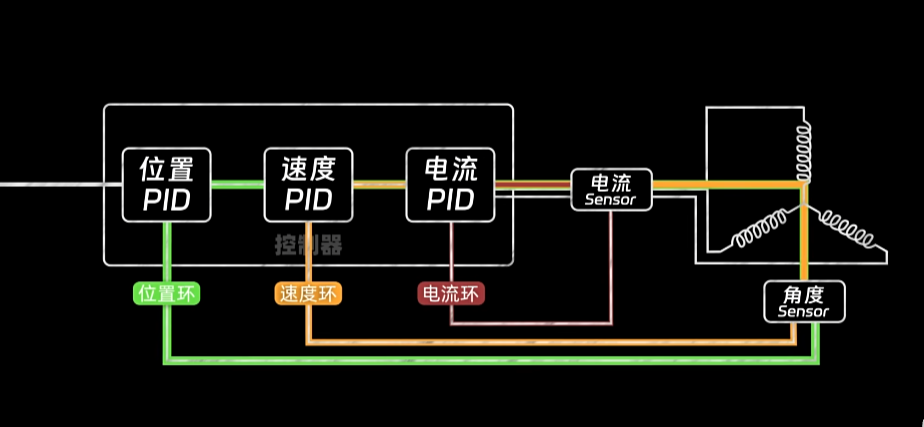 位置
PID
速度
PID
电流
PID
电流
Sensor
控制器
位置环
速度环
电流环
角度
Sensor